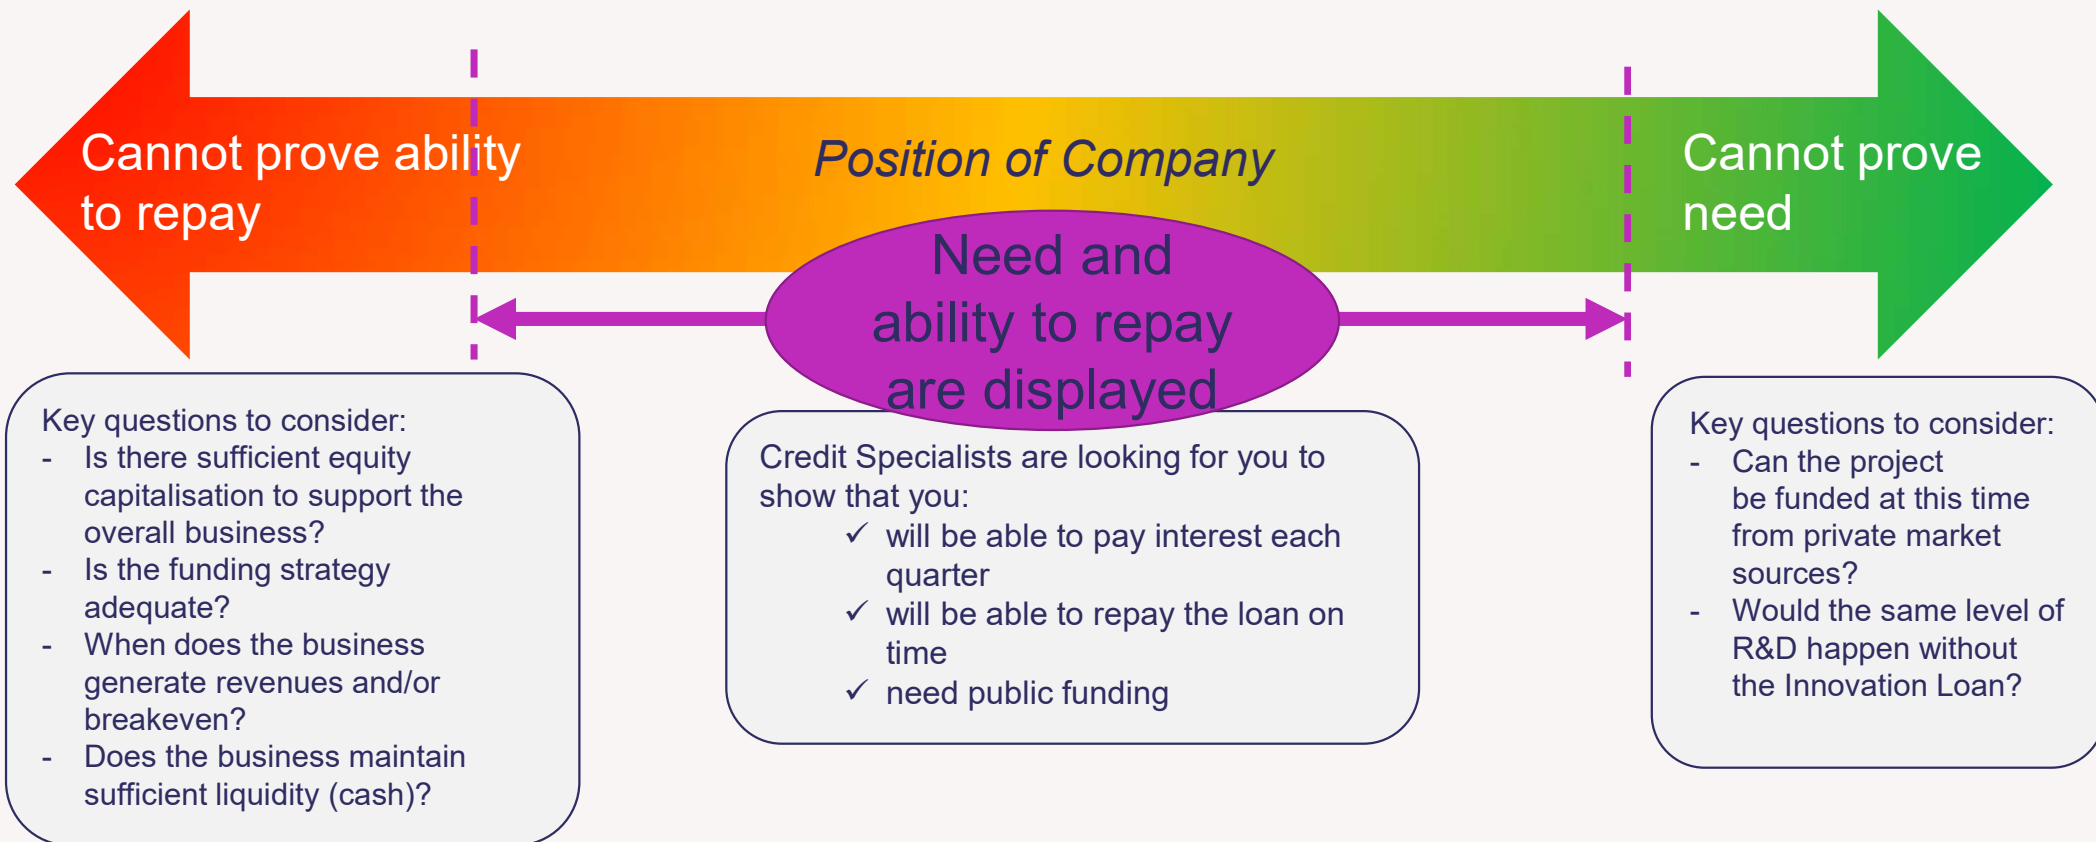 Cannot prove ability
to repay
Position of Company
Cannot prove
need
Need and
ability to repay
are displayed
Key questions to consider:
- Is there sufficient equity
capitalisation to support the
overall business?
- Is the funding strategy
adequate?
- When does the business
generate revenues and/or
breakeven?
- Does the business maintain
sufficient liquidity (cash)?
Credit Specialists are looking for you to
show that you:
✓ will be able to pay interest each
quarter
✓ will be able to repay the loan on
time
✓ need public funding
Key questions to consider:
- Can the project
be funded at this time
from private market
sources?
- Would the same level of
R&D happen without
the Innovation Loan?